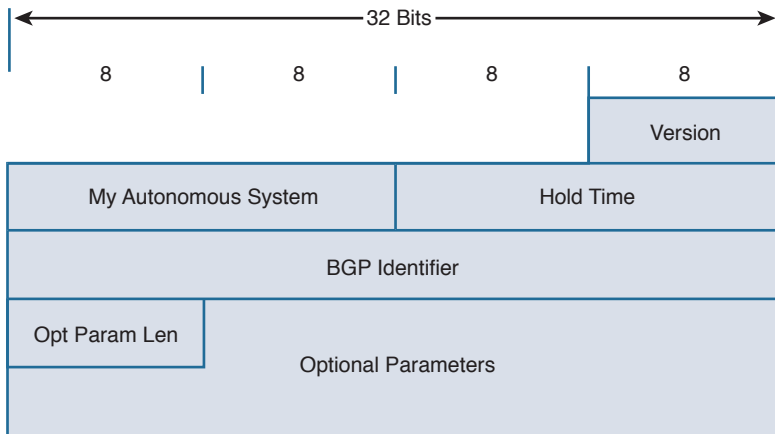 32 Bits
8 8 8 8
Version
My Autonomous System Hold Time
BGP Identifier
Opt Param Len
Optional Parameters